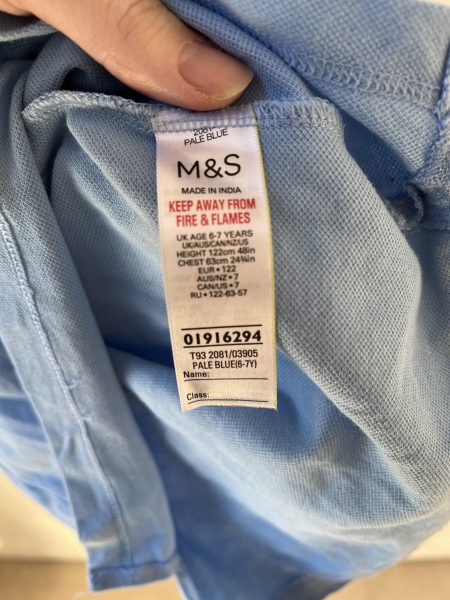 2081
PALE BLUE
M&S
MADE IN INDIA
KEEP AWAY FROM
FIRE & FLAMES
UK AGE 6-7 YEARS
UK/AUS/CAN/NZ/US
HEIGHT 122cm 48in
CHEST 63cm 24¾in
EUR • 122
AUS/NZ • 7
CAN/US • 7
RU • 122-63-57
01916294
T93 2081/03905
PALE BLUE(6-7Y)
Name:
Class: